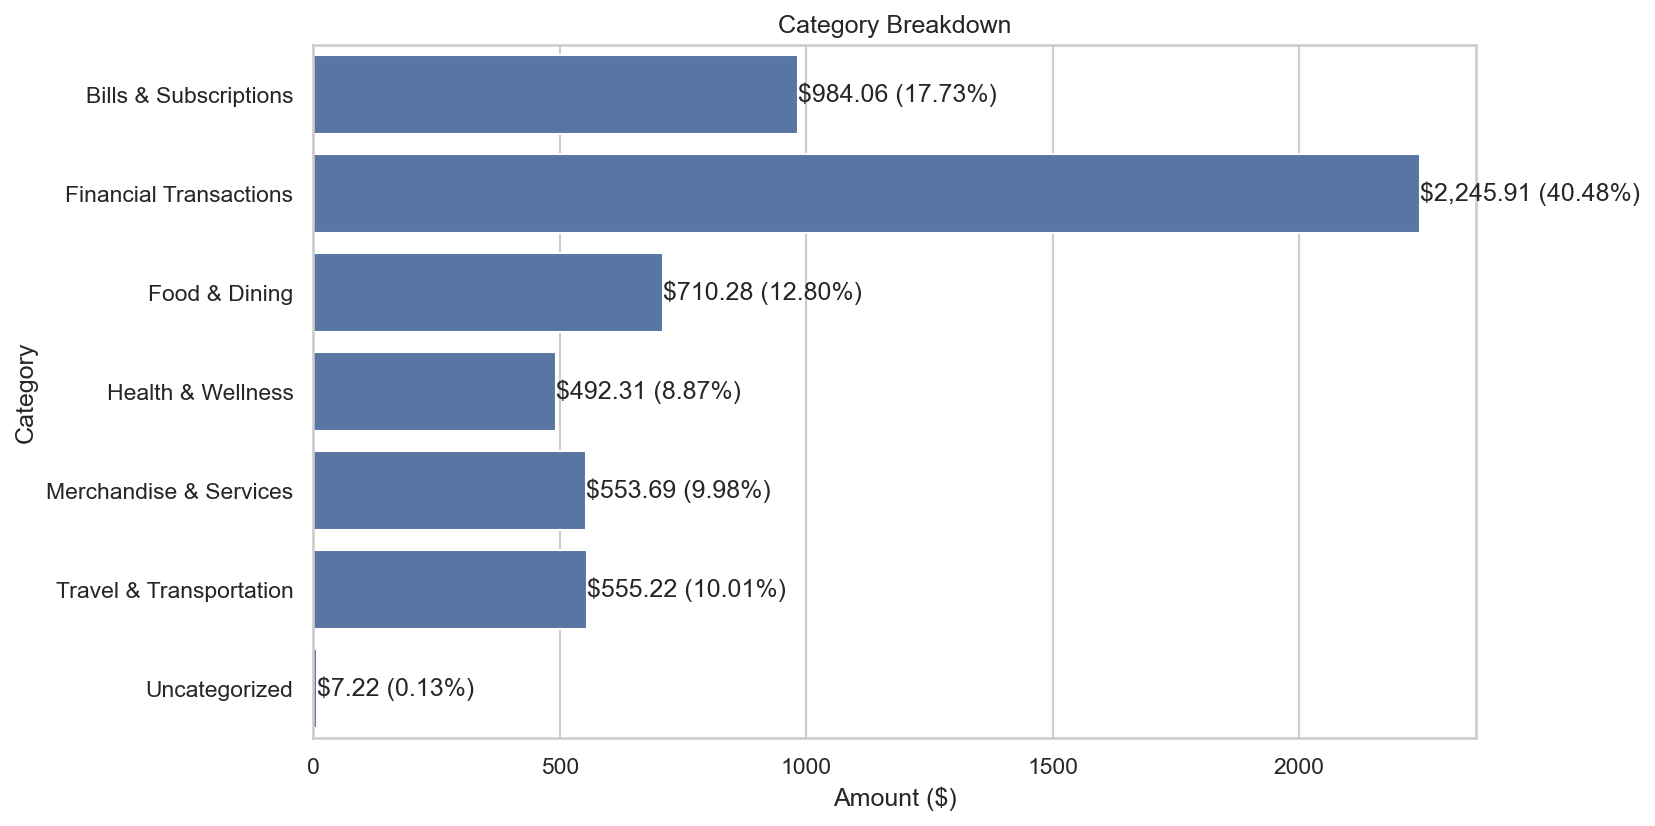 Category Breakdown
Category
Bills & Subscriptions
$984.06 (17.73%)
Financial Transactions
$2,245.91 (40.48%)
Food & Dining
$710.28 (12.80%)
Health & Wellness
$492.31 (8.87%)
Merchandise & Services
$553.69 (9.98%)
Travel & Transportation
$555.22 (10.01%)
Uncategorized
$7.22 (0.13%)
0 500 1000 1500 2000
Amount ($)